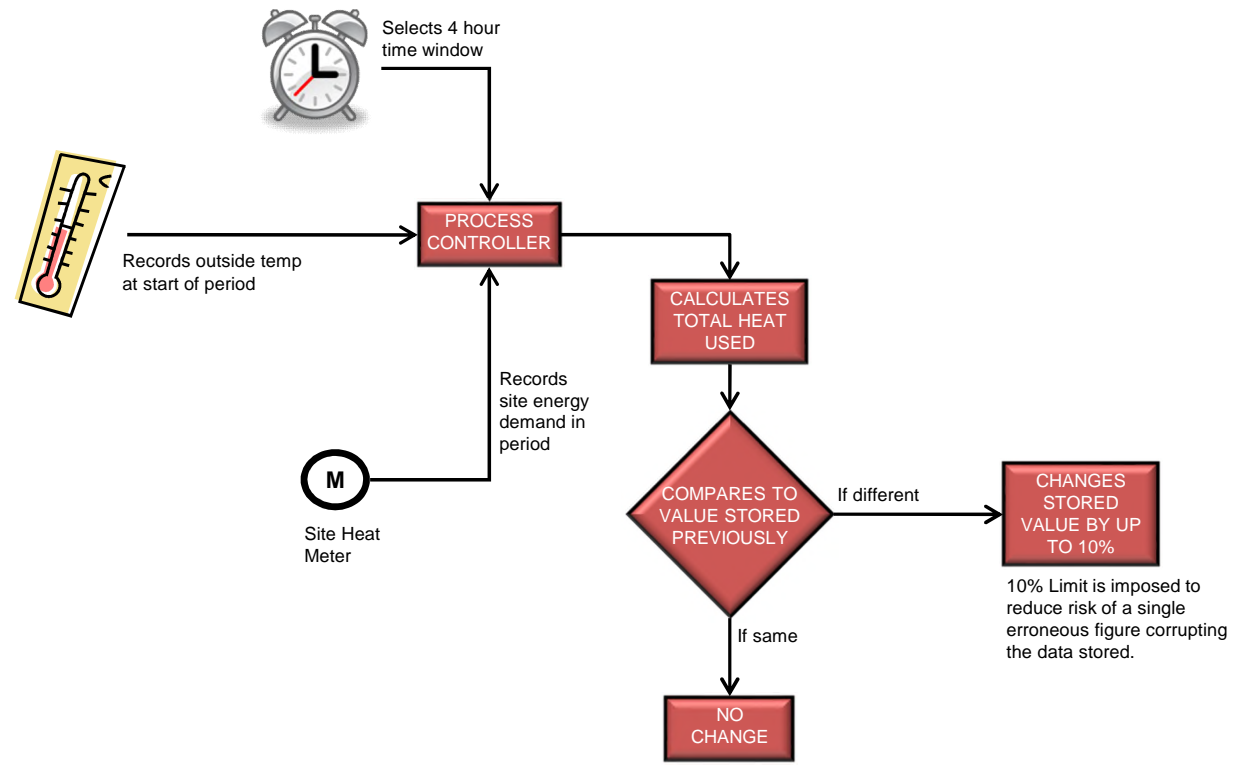 Selects 4 hour
time window
PROCESS
CONTROLLER
Records outside temp
at start of period
CALCULATES
TOTAL HEAT
USED
Records
site energy
demand in
period
M
Site Heat
Meter
COMPARES TO
VALUE STORED
PREVIOUSLY
If different
CHANGES
STORED
VALUE BY UP
TO 10%
10% Limit is imposed to
reduce risk of a single
erroneous figure corrupting
the data stored.
If same
NO
CHANGE